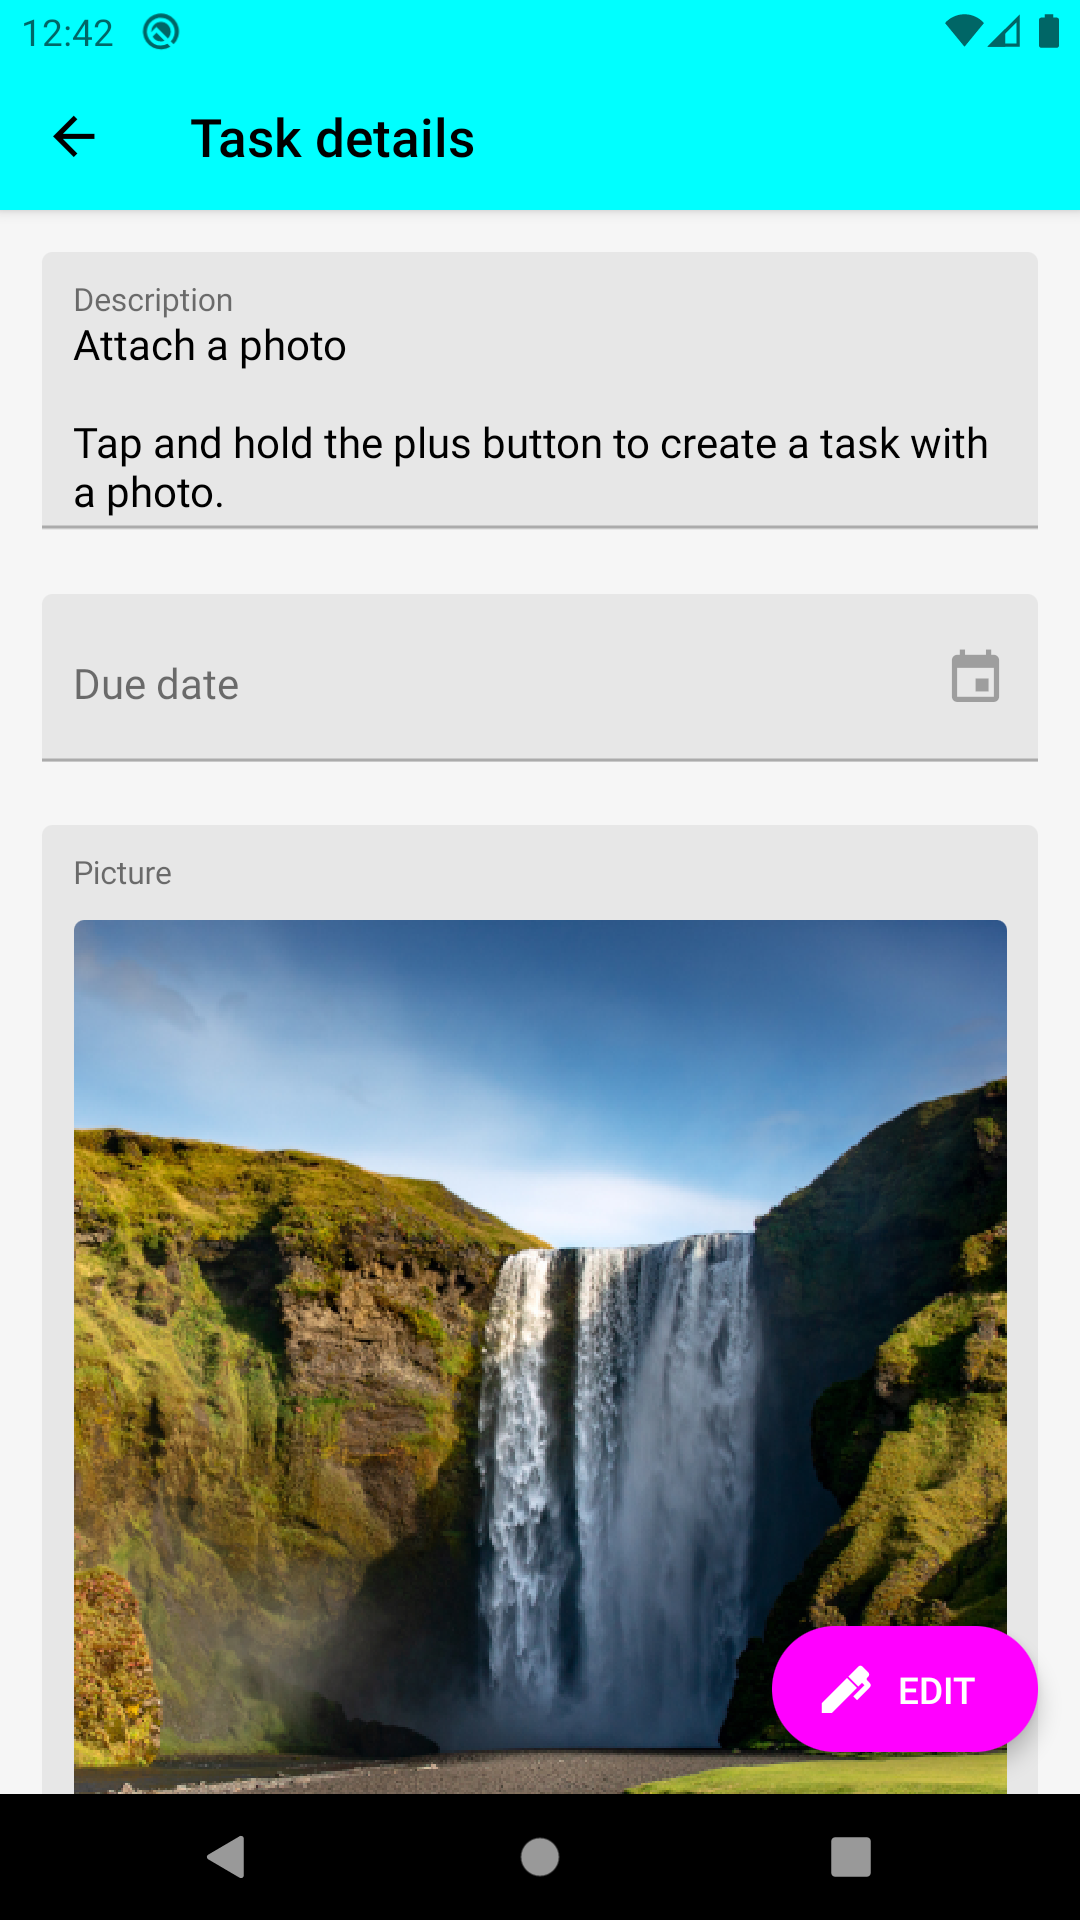 12:42
Task details
Description
Attach a photo
Tap and hold the plus button to create a task with
a photo.
Due date
Picture
EDIT